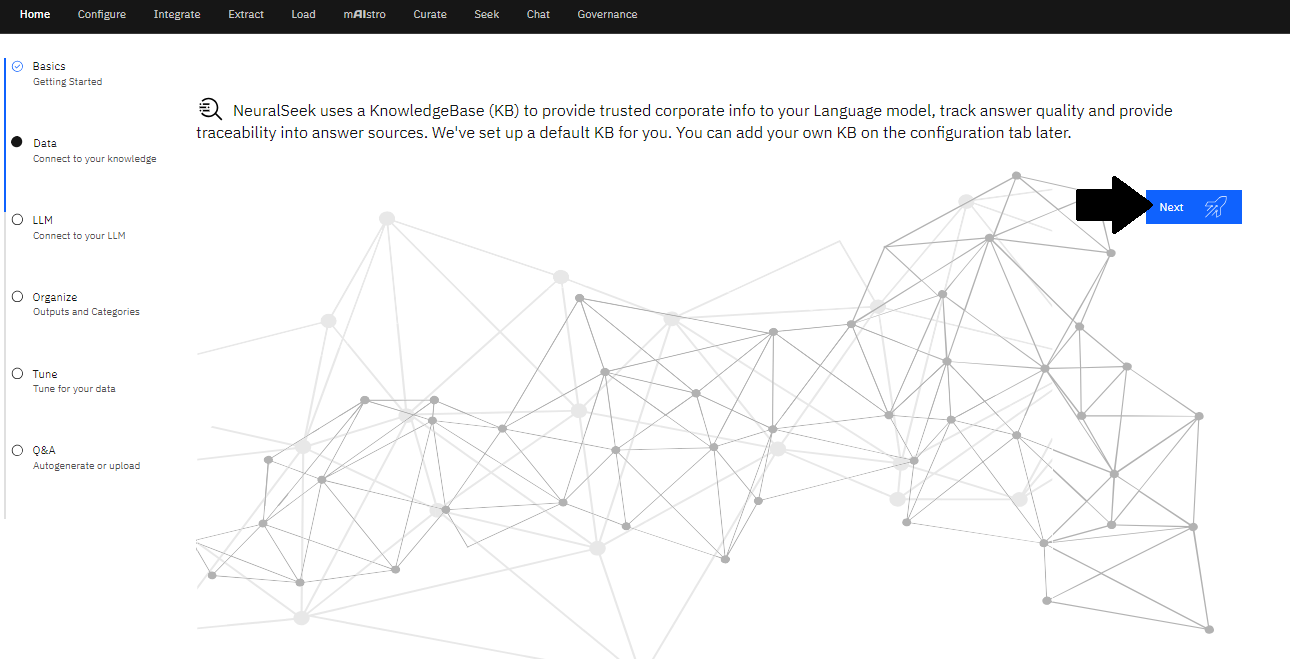 Home Configure Integrate Extract Load mAIstro Curate Seek Chat Governance
Basics
Getting Started
Data
Connect to your knowledge
LLM
Connect to your LLM
Organize
Outputs and Categories
Tune
Tune for your data
Q&A
Autogenerate or upload
NeuralSeek uses a KnowledgeBase (KB) to provide trusted corporate info to your Language model, track answer quality and provide
traceability into answer sources. We've set up a default KB for you. You can add your own KB on the configuration tab later.
Next